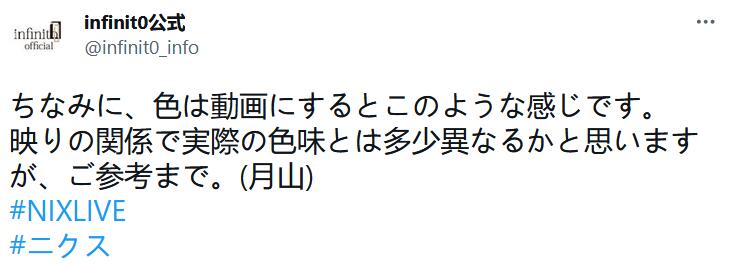 infinit0
official
infinit0公式
@infinit0_info
ちなみに、色は動画にするとこのような感じです。
映りの関係で実際の色味とは多少異なるかと思います
が、ご参考まで。(月山)
#NIXLIVE
#ニクス